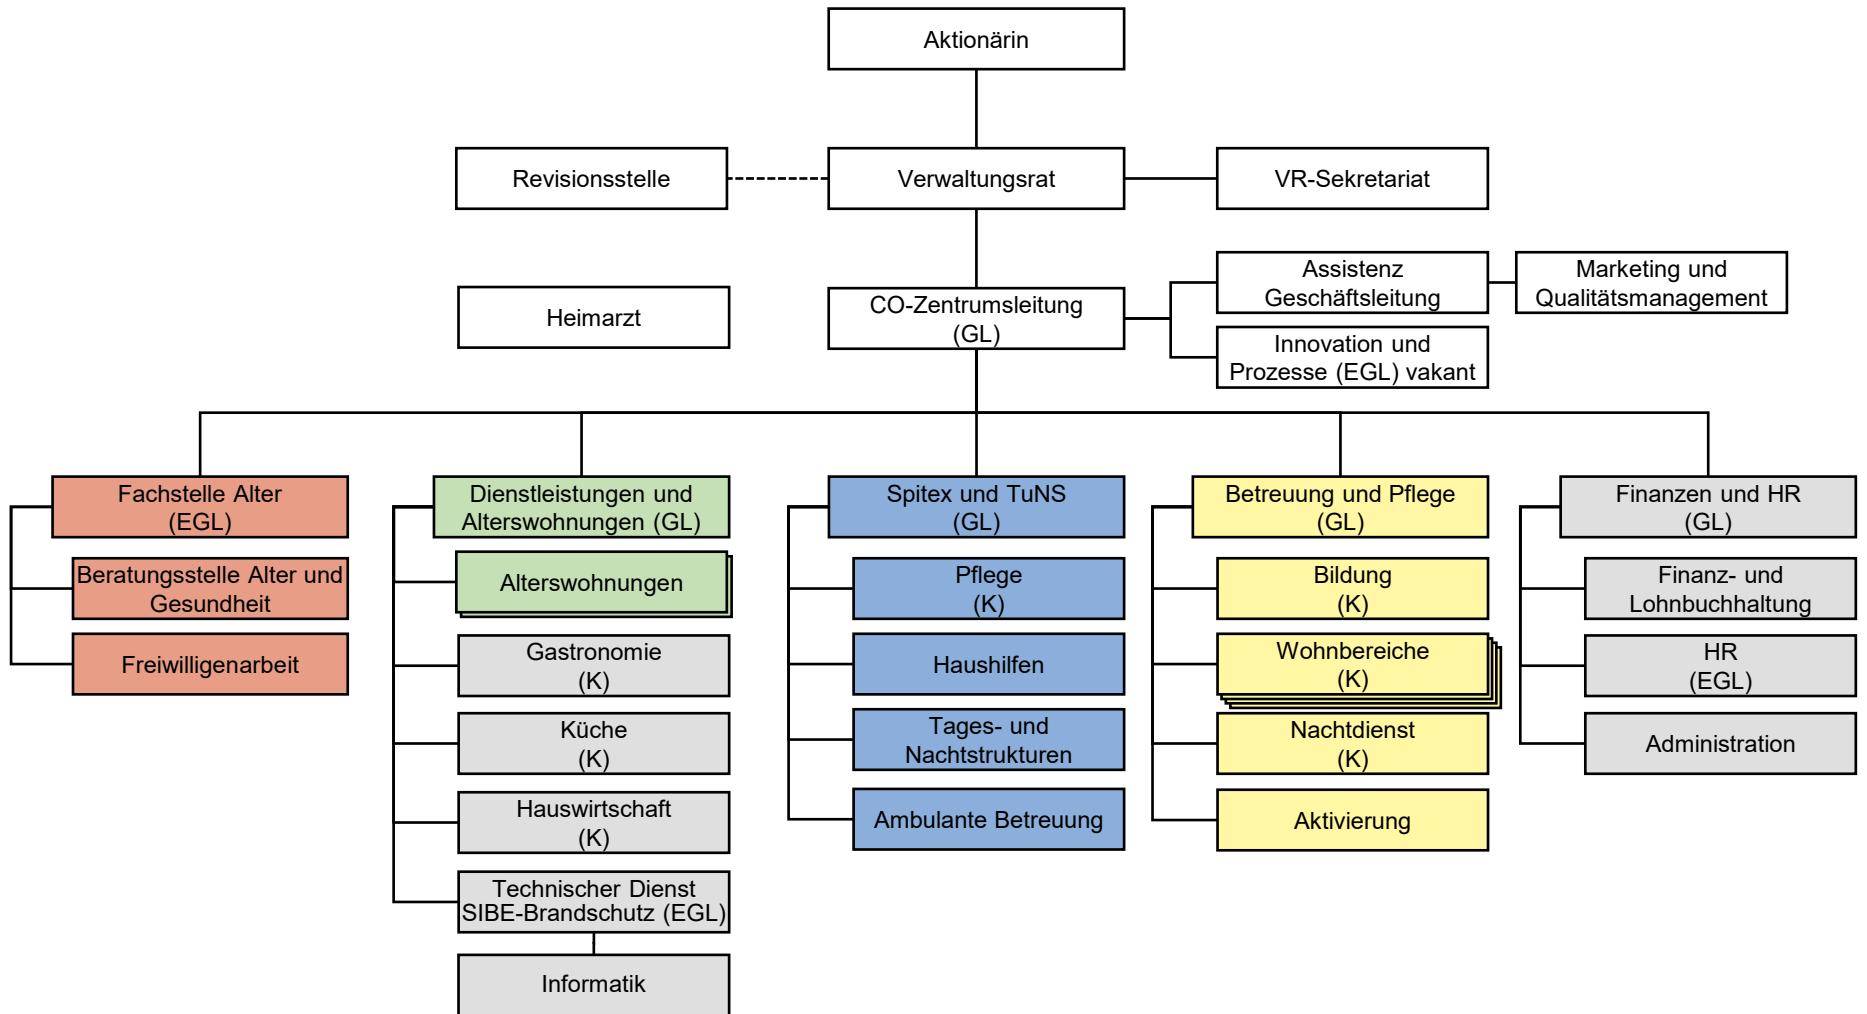 Aktionärin
Revisionsstelle
Verwaltungsrat
VR-Sekretariat
Heimarzt
CO-Zentrumsleitung
(GL)
Assistenz
Geschäftsleitung
Marketing und
Qualitätsmanagement
Innovation und
Prozesse (EGL) vakant
Fachstelle Alter
(EGL)
Beratungsstelle Alter und
Gesundheit
Freiwilligenarbeit
Dienstleistungen und
Alterswohnungen (GL)
Alterswohnungen
Gastronomie
(K)
Küche
(K)
Hauswirtschaft
(K)
Technischer Dienst
SIBE-Brandschutz (EGL)
Informatik
Spitex und TuNS
(GL)
Pflege
(K)
Haushilfen
Tages- und
Nachtstrukturen
Ambulante Betreuung
Betreuung und Pflege
(GL)
Bildung
(K)
Wohnbereiche
(K)
Nachtdienst
(K)
Aktivierung
Finanzen und HR
(GL)
Finanz- und
Lohnbuchhaltung
HR
(EGL)
Administration